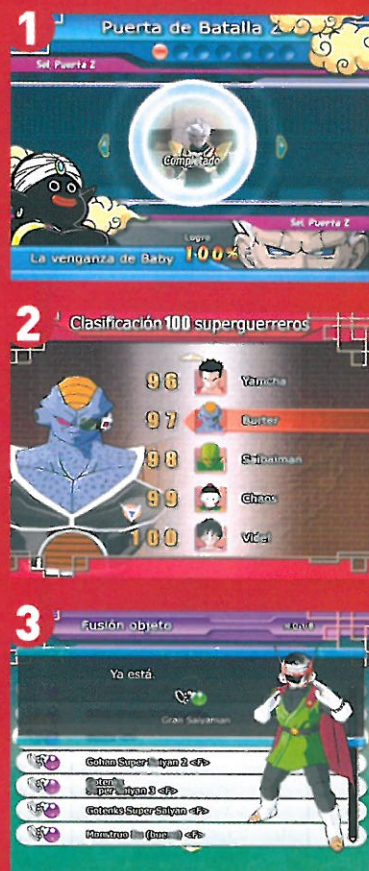 1
Puerta de Batalla Z
Sel. Puerta Z
Completado
Sel. Puerta Z
Logro
La venganza de Baby 100%
2
Clasificación 100 superguerreros
96 Yamcha
97 Burter
98 Saibaiman
99 Chaos
100 Videl
3
Fusión objeto
Ya está.
Gran Saiyaman
Gohan Super Saiyan 2 <F>
Gotenks
Super Saiyan 3 <F>
Gotenks Super Saiyan <F>
Monstruo Bu <F>